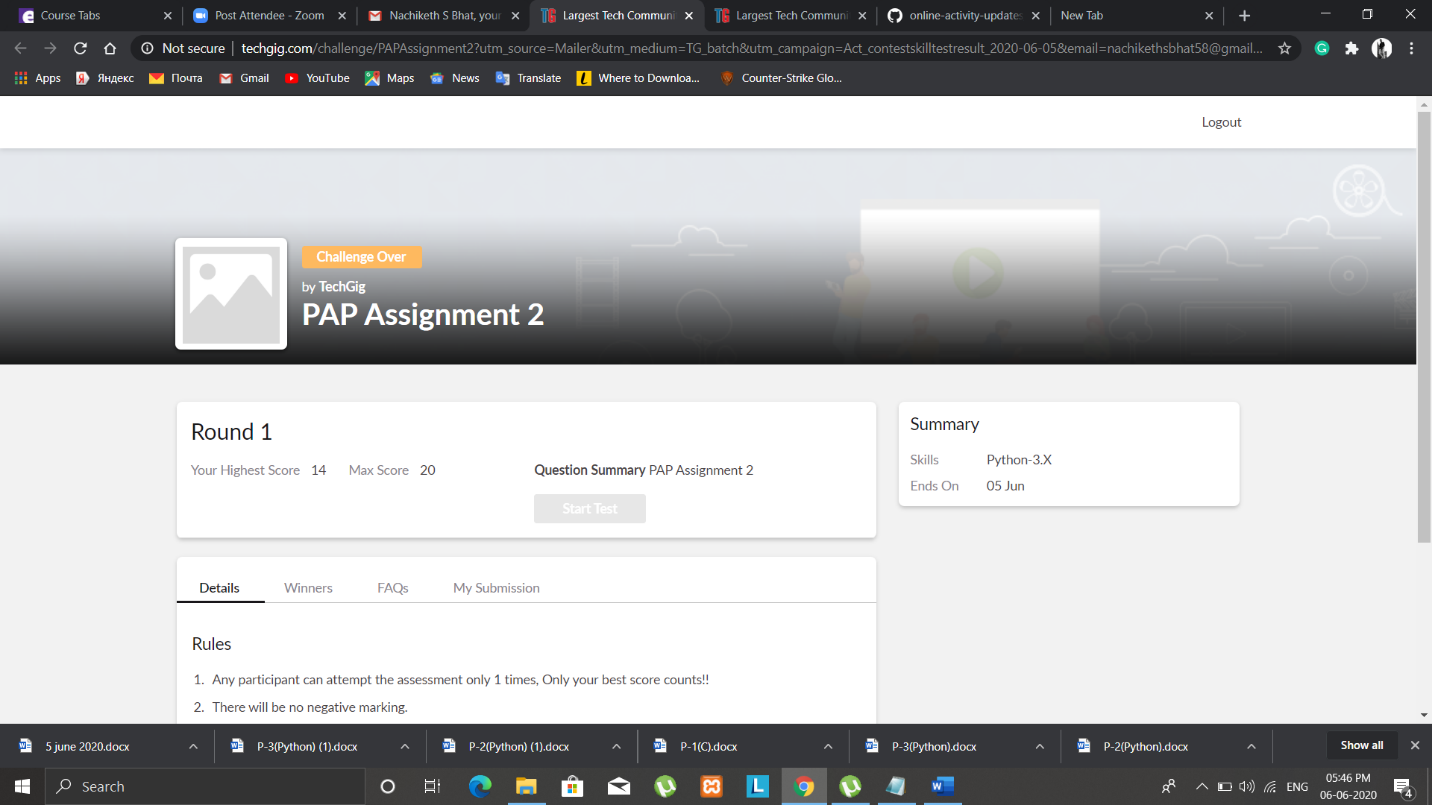 Course Tabs
Post Attendee - Zoom
Nachiketh S Bhat, your
Largest Tech Communi
Largest Tech Communi
online-activity-updates
New Tab
Not secure | techgig.com/challenge/PAPAssignment2?utm_source=Mailer&utm_medium=TG_batch&utm_campaign=Act_contestskilltestresult_2020-06-05&email=nachikethsbhat58@gmail...
Apps Яндекс Почта Gmail YouTube Maps News Translate Where to Downloa... Counter-Strike Glo...
Logout
Challenge Over
by TechGig
PAP Assignment 2
Round 1
Your Highest Score 14 Max Score 20
Question Summary PAP Assignment 2
Start Test
Summary
Skills Python-3.X
Ends On 05 Jun
Details Winners FAQs My Submission
Rules
1. Any participant can attempt the assessment only 1 times, Only your best score counts!!
2. There will be no negative marking.
5 june 2020.docx P-3(Python) (1).docx P-2(Python) (1).docx P-1(C).docx P-3(Python).docx P-2(Python).docx Show all
Search
ENG
05:46 PM
06-06-2020
4